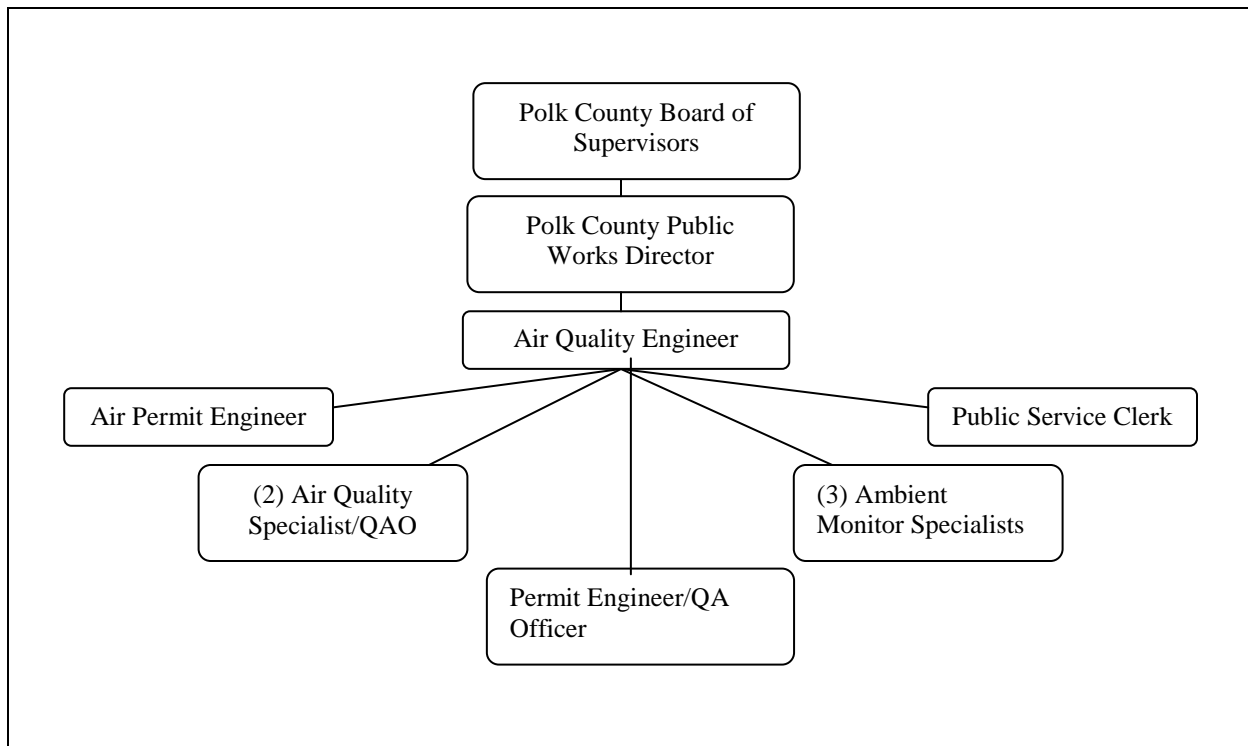 Polk County Board of
Supervisors
Polk County Public
Works Director
Air Quality Engineer
Air Permit Engineer
Public Service Clerk
(2) Air Quality
Specialist/QAO
(3) Ambient
Monitor Specialists
Permit Engineer/QA
Officer